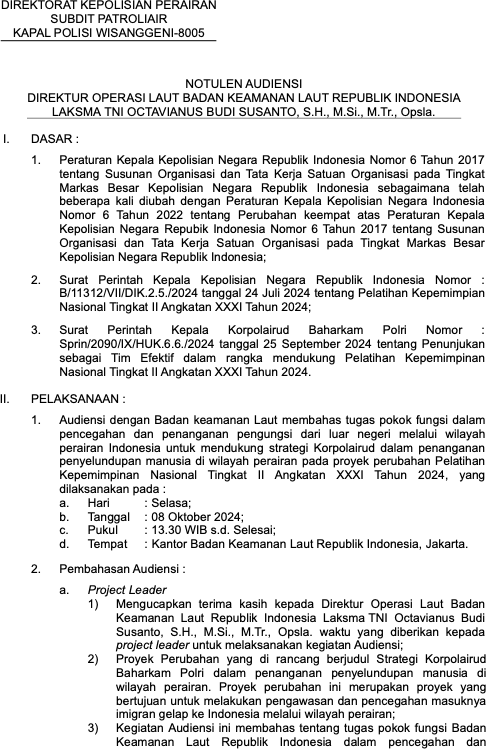 DIREKTORAT KEPOLISIAN PERAIRAN
SUBDIT PATROLIAIR
KAPAL POLISI WISANGGENI-8005
NOTULEN AUDIENSI
DIREKTUR OPERASI LAUT BADAN KEAMANAN LAUT REPUBLIK INDONESIA
LAKSMA TNI OCTAVIANUS BUDI SUSANTO, S.H., M.Si., M.Tr., Opsla.
I. DASAR :
1. Peraturan Kepala Kepolisian Negara Republik Indonesia Nomor 6 Tahun 2017
tentang Susunan Organisasi dan Tata Kerja Satuan Organisasi pada Tingkat
Markas Besar Kepolisian Negara Republik Indonesia sebagaimana telah
beberapa kali diubah dengan Peraturan Kepala Kepolisian Negara Indonesia
Nomor 6 Tahun 2022 tentang Perubahan keempat atas Peraturan Kepala
Kepolisian Negara Repubik Indonesia Nomor 6 Tahun 2017 tentang Susunan
Organisasi dan Tata Kerja Satuan Organisasi pada Tingkat Markas Besar
Kepolisian Negara Republik Indonesia;
2. Surat Perintah Kepala Kepolisian Negara Republik Indonesia Nomor :
B/11312/VII/DIK.2.5./2024 tanggal 24 Juli 2024 tentang Pelatihan Kepemimpian
Nasional Tingkat II Angkatan XXXI Tahun 2024;
3. Surat Perintah Kepala Korpolairud Baharkam Polri Nomor :
Sprin/2090/IX/HUK.6.6./2024 tanggal 25 September 2024 tentang Penunjukan
sebagai Tim Efektif dalam rangka mendukung Pelatihan Kepemimpinan
Nasional Tingkat II Angkatan XXXI Tahun 2024.
II. PELAKSANAAN :
1. Audiensi dengan Badan keamanan Laut membahas tugas pokok fungsi dalam
pencegahan dan penanganan pengungsi dari luar negeri melalui wilayah
perairan Indonesia untuk mendukung strategi Korpolairud dalam penanganan
penyelundupan manusia di wilayah perairan pada proyek perubahan Pelatihan
Kepemimpinan Nasional Tingkat II Angkatan XXXI Tahun 2024, yang
dilaksanakan pada :
a. Hari : Selasa;
b. Tanggal : 08 Oktober 2024;
c. Pukul : 13.30 WIB s.d. Selesai;
d. Tempat : Kantor Badan Keamanan Laut Republik Indonesia, Jakarta.
2. Pembahasan Audiensi :
a. Project Leader
1) Mengucapkan terima kasih kepada Direktur Operasi Laut Badan
Keamanan Laut Republik Indonesia Laksma TNI Octavianus Budi
Susanto, S.H., M.Si., M.Tr., Opsla. waktu yang diberikan kepada
project leader untuk melaksanakan kegiatan Audiensi;
2) Proyek Perubahan yang di rancang berjudul Strategi Korpolairud
Baharkam Polri dalam penanganan penyelundupan manusia di
wilayah perairan. Proyek perubahan ini merupakan proyek yang
bertujuan untuk melakukan pengawasan dan pencegahan masuknya
imigran gelap ke Indonesia melalui wilayah perairan;
3) Kegiatan Audiensi ini membahas tentang tugas pokok fungsi Badan
Keamanan Laut Republik Indonesia dalam pencegahan dan